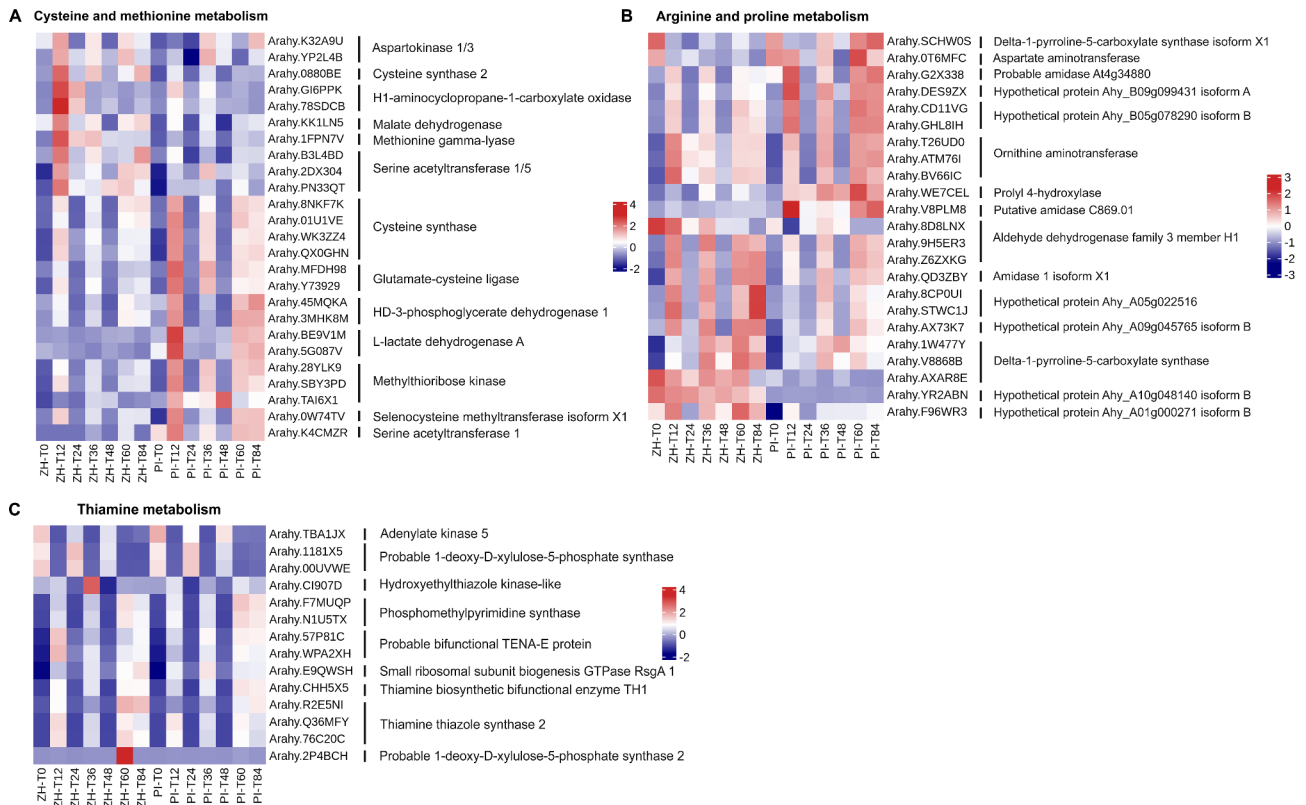 A Cysteine and methionine metabolism
Arahy.K32A9U
Arahy.YP2L4B
Arahy.0880BE
Arahy.GI6PPK
Arahy.78SDCB
Arahy.KK1LN5
Arahy.1FPN7V
Arahy.B3L4BD
Arahy.2DX304
Arahy.PN33QT
Arahy.8NKF7K
Arahy.01U1VE
Arahy.WK3ZZ4
Arahy.QX0GHN
Arahy.MFDH98
Arahy.Y73929
Arahy.45MQKA
Arahy.3MHK8M
Arahy.BE9V1M
Arahy.5G087V
Arahy.28YLK9
Arahy.SBY3PD
Arahy.TAI6X1
Arahy.0W74TV
Arahy.K4CMZR
Aspartokinase 1/3
Cysteine synthase 2
H1-aminocyclopropane-1-carboxylate oxidase
Malate dehydrogenase
Methionine gamma-lyase
Serine acetyltransferase 1/5
Cysteine synthase
Glutamate-cysteine ligase
HD-3-phosphoglycerate dehydrogenase 1
L-lactate dehydrogenase A
Methylthioribose kinase
Selenocysteine methyltransferase isoform X1
Serine acetyltransferase 1
4
2
0
-2
ZH-T0
ZH-T12
ZH-T24
ZH-T36
ZH-T48
ZH-T60
ZH-T84
PI-T0
PI-T12
PI-T24
PI-T36
PI-T48
PI-T60
PI-T84
B Arginine and proline metabolism
Arahy.SCHW0S
Arahy.0T6MFC
Arahy.G2X338
Arahy.DES9ZX
Arahy.CD11VG
Arahy.GHL8IH
Arahy.T26UD0
Arahy.ATM76I
Arahy.BV66IC
Arahy.WE7CEL
Arahy.V8PLM8
Arahy.8D8LNX
Arahy.9H5ER3
Arahy.Z6ZXKG
Arahy.QD3ZBY
Arahy.8CP0UI
Arahy.STWC1J
Arahy.AX73K7
Arahy.1W477Y
Arahy.V8868B
Arahy.AXAR8E
Arahy.YR2ABN
Arahy.F96WR3
Delta-1-pyrroline-5-carboxylate synthase isoform X1
Aspartate aminotransferase
Probable amidase At4g34880
Hypothetical protein Ahy_B09g099431 isoform A
Hypothetical protein Ahy_B05g078290 isoform B
Ornithine aminotransferase
Prolyl 4-hydroxylase
Putative amidase C869.01
Aldehyde dehydrogenase family 3 member H1
Amidase 1 isoform X1
Hypothetical protein Ahy_A05g022516
Hypothetical protein Ahy_A09g045765 isoform B
Delta-1-pyrroline-5-carboxylate synthase
Hypothetical protein Ahy_A10g048140 isoform B
Hypothetical protein Ahy_A01g000271 isoform B
3
2
1
0
-1
-2
-3
ZH-T0
ZH-T12
ZH-T24
ZH-T36
ZH-T48
ZH-T60
ZH-T84
PI-T0
PI-T12
PI-T24
PI-T36
PI-T48
PI-T60
PI-T84
C Thiamine metabolism
Arahy.TBA1JX
Arahy.1181X5
Arahy.00UVWE
Arahy.CI907D
Arahy.F7MUQP
Arahy.N1U5TX
Arahy.57P81C
Arahy.WPA2XH
Arahy.E9QWSH
Arahy.CHH5X5
Arahy.R2E5NI
Arahy.Q36MFY
Arahy.76C20C
Arahy.2P4BCH
Adenylate kinase 5
Probable 1-deoxy-D-xylulose-5-phosphate synthase
Hydroxyethylthiazole kinase-like
Phosphomethylpyrimidine synthase
Probable bifunctional TENA-E protein
Small ribosomal subunit biogenesis GTPase RsgA 1
Thiamine biosynthetic bifunctional enzyme TH1
Thiamine thiazole synthase 2
Probable 1-deoxy-D-xylulose-5-phosphate synthase 2
4
2
0
-2
ZH-T0
ZH-T12
ZH-T24
ZH-T36
ZH-T48
ZH-T60
ZH-T84
PI-T0
PI-T12
PI-T24
PI-T36
PI-T48
PI-T60
PI-T84